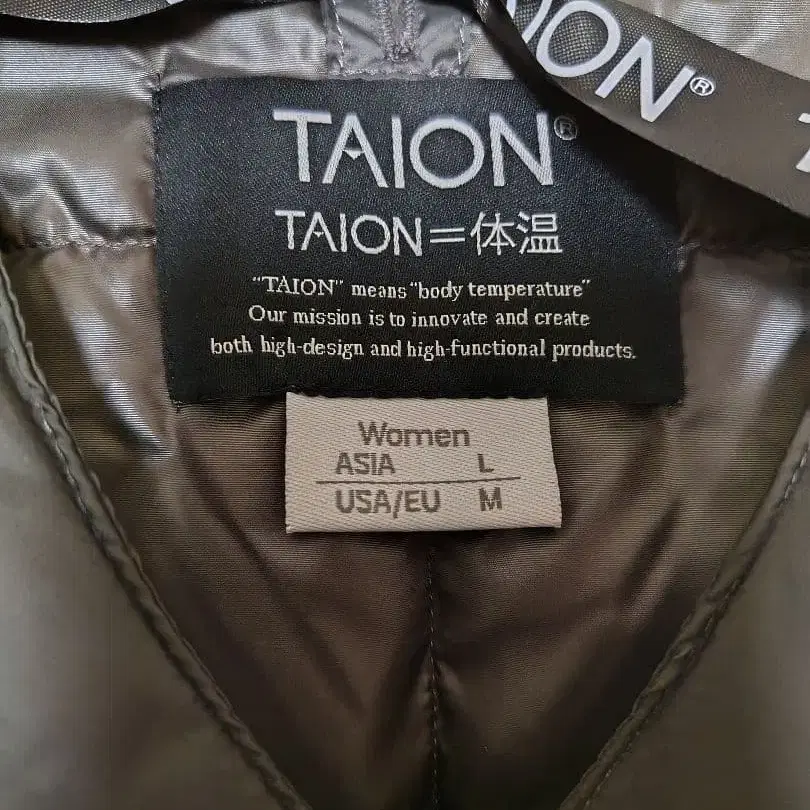 TAION®
TAION®
TAION=体温
"TAION" means "body temperature"
Our mission is to innovate and create
both high-design and high-functional products.
Women
ASIA L
USA/EU M